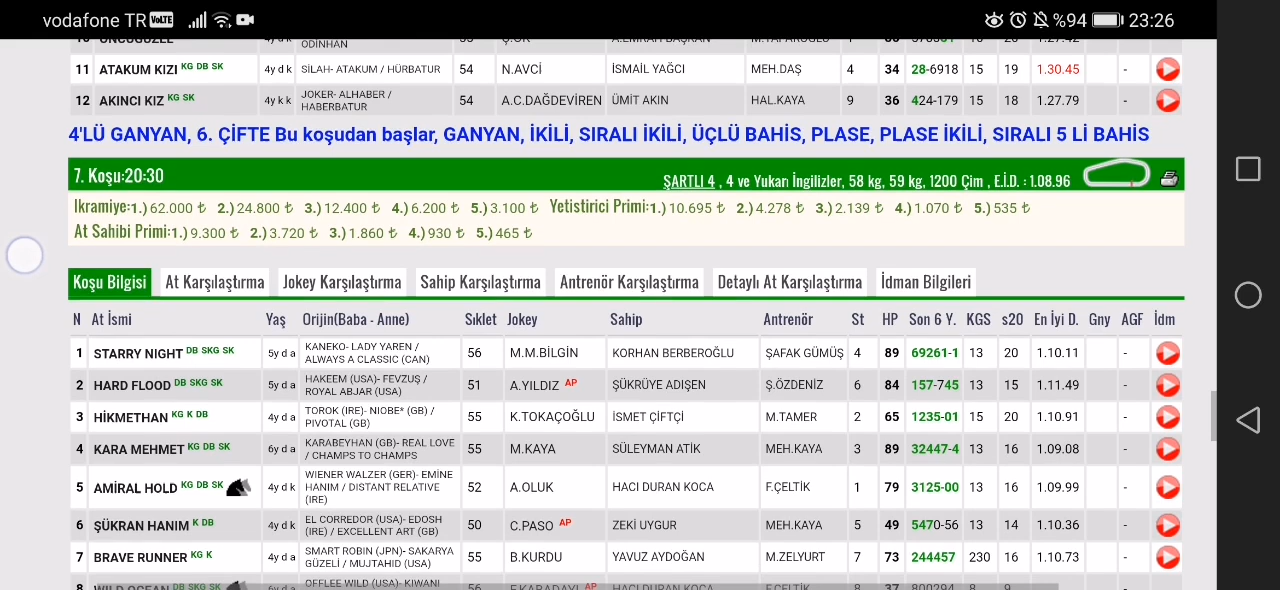 vodafone TR VoLTE %94 23:26
ODİNHAN
11 ATAKUM KIZI KG DB SK 4y d k SİLAH- ATAKUM / HÜRBATUR 54 N.AVCİ İSMAİL YAĞCI MEH.DAŞ 4 34 28-6918 15 19 1.30.45 -
12 AKINCI KIZ KG SK 4y k k JOKER- ALHABER / HABERBATUR 54 A.C.DAĞDEVİREN ÜMİT AKIN HAL.KAYA 9 36 424-179 15 18 1.27.79 -
4'LÜ GANYAN, 6. ÇİFTE Bu koşudan başlar, GANYAN, İKİLİ, SIRALI İKİLİ, ÜÇLÜ BAHİS, PLASE, PLASE İKİLİ, SIRALI 5 Lİ BAHİS
7. Koşu:20:30
ŞARTLI 4 , 4 ve Yukarı İngilizler, 58 kg, 59 kg, 1200 Çim , E.İ.D. : 1.08.96
Ikramiye:1.) 62.000 ₺ 2.) 24.800 ₺ 3.) 12.400 ₺ 4.) 6.200 ₺ 5.) 3.100 ₺ Yetistirici Primi:1.) 10.695 ₺ 2.) 4.278 ₺ 3.) 2.139 ₺ 4.) 1.070 ₺ 5.) 535 ₺
At Sahibi Primi:1.) 9.300 ₺ 2.) 3.720 ₺ 3.) 1.860 ₺ 4.) 930 ₺ 5.) 465 ₺
Koşu Bilgisi At Karşılaştırma Jokey Karşılaştırma Sahip Karşılaştırma Antrenör Karşılaştırma Detaylı At Karşılaştırma İdman Bilgileri
N At İsmi Yaş Orijin(Baba - Anne) Sıklet Jokey Sahip Antrenör St HP Son 6 Y. KGS s20 En İyi D. Gny AGF İdm
1 STARRY NIGHT DB SKG SK 5y d a KANEKO- LADY YAREN / ALWAYS A CLASSIC (CAN) 56 M.M.BİLGİN KORHAN BERBEROĞLU ŞAFAK GÜMÜŞ 4 89 69261-1 13 20 1.10.11 -
2 HARD FLOOD DB SKG SK 5y d a HAKEEM (USA)- FEVZUŞ / ROYAL ABJAR (USA) 51 A.YILDIZ AP ŞÜKRÜYE ADIŞEN Ş.ÖZDENİZ 6 84 157-745 13 15 1.11.49 -
3 HİKMETHAN KG K DB 4y d a TOROK (IRE)- NIOBE* (GB) / PIVOTAL (GB) 55 K.TOKAÇOĞLU İSMET ÇİFTÇİ M.TAMER 2 65 1235-01 15 20 1.10.91 -
4 KARA MEHMET KG DB SK 6y d a KARABEYHAN (GB)- REAL LOVE / CHAMPS TO CHAMPS 55 M.KAYA SÜLEYMAN ATİK MEH.KAYA 3 89 32447-4 13 16 1.09.08 -
5 AMİRAL HOLD KG DB SK 4y d k WIENER WALZER (GER)- EMİNE HANIM / DISTANT RELATIVE (IRE) 52 A.OLUK HACI DURAN KOCA F.ÇELTİK 1 79 3125-00 13 16 1.09.99 -
6 ŞÜKRAN HANIM K DB 4y d k EL CORREDOR (USA)- EDOSH (IRE) / EXCELLENT ART (GB) 50 C.PASO AP ZEKİ UYGUR MEH.KAYA 5 49 5470-56 13 14 1.10.36 -
7 BRAVE RUNNER KG K 4y d a SMART ROBIN (JPN)- SAKARYA GÜZELİ / MUJTAHID (USA) 55 B.KURDU YAVUZ AYDOĞAN M.ZELYURT 7 73 244457 230 16 1.10.73 -
8 WILD OCEAN DB SKG SK OFFLEE WILD (USA)- KIWANI